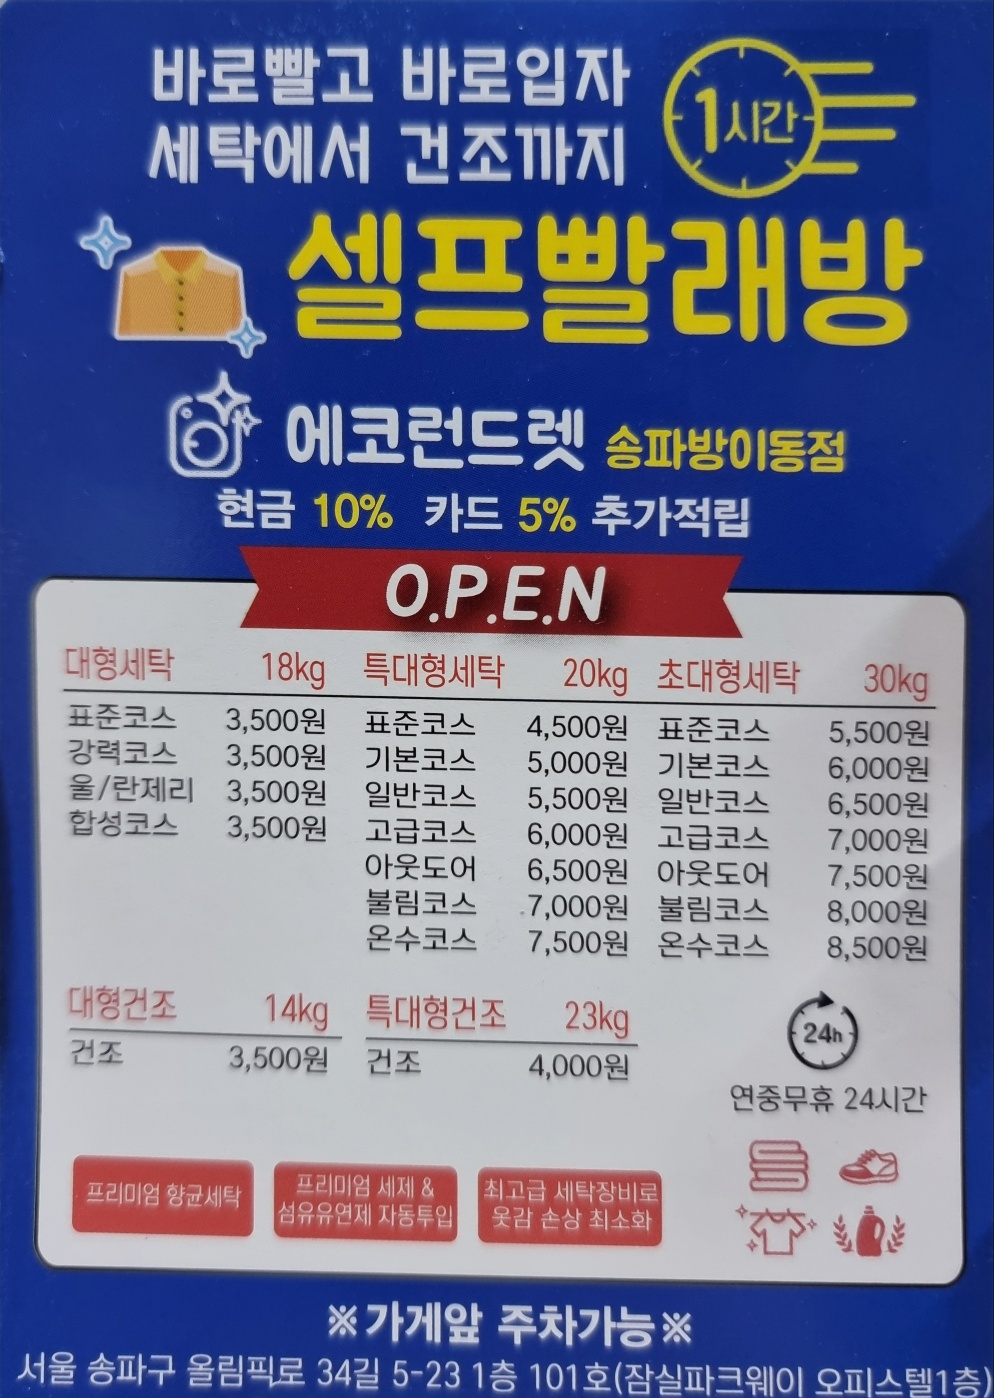 바로빨고 바로입자
세탁에서 건조까지
1시간
셀프빨래방
에코런드렛 송파방이동점
현금 10% 카드 5% 추가적립
O.P.E.N
대형세탁 18kg 특대형세탁 20kg 초대형세탁 30kg
표준코스 3,500원 표준코스 4,500원 표준코스 5,500원
강력코스 3,500원 기본코스 5,000원 기본코스 6,000원
울/란제리 3,500원 일반코스 5,500원 일반코스 6,500원
합성코스 3,500원 고급코스 6,000원 고급코스 7,000원
아웃도어 6,500원 아웃도어 7,500원
불림코스 7,000원 불림코스 8,000원
온수코스 7,500원 온수코스 8,500원
대형건조 14kg 특대형건조 23kg
건조 3,500원 건조 4,000원
24h
연중무휴 24시간
프리미엄 향균세탁
프리미엄 세제 &
섬유유연제 자동투입
최고급 세탁장비로
옷감 손상 최소화
※가게앞 주차가능※
서울 송파구 올림픽로 34길 5-23 1층 101호(잠실파크웨이 오피스텔1층)